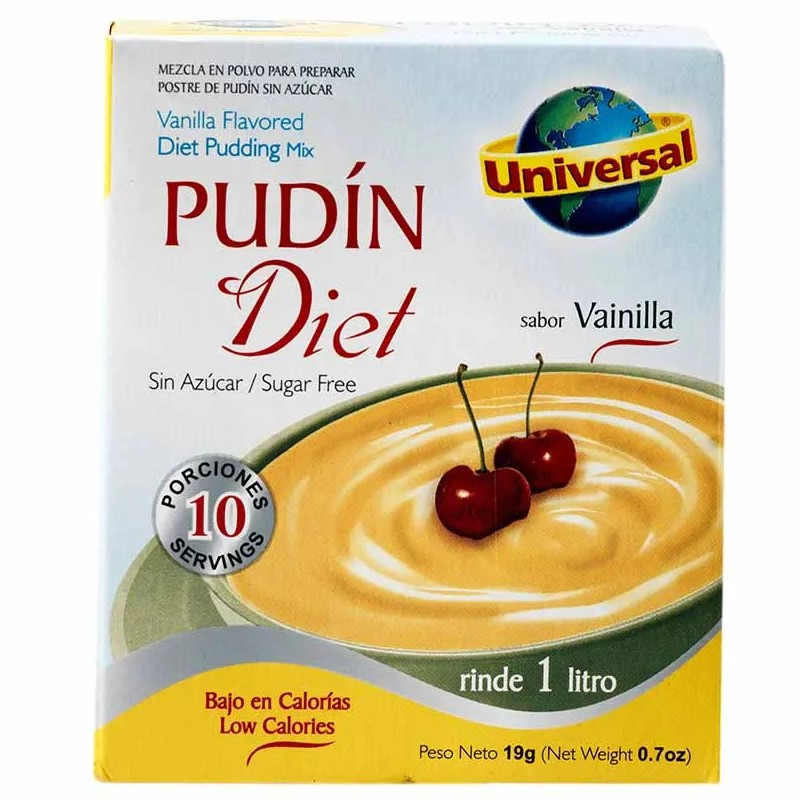 MEZCLA EN POLVO PARA PREPARAR
POSTRE DE PUDÍN SIN AZÚCAR
Vanilla Flavored
Diet Pudding Mix
PUDÍN
Diet
Sin Azúcar / Sugar Free
Universal®
sabor Vainilla
PORCIONES
10
SERVINGS
rinde 1 litro
Bajo en Calorías
Low Calories
Peso Neto 19g (Net Weight 0.7oz)